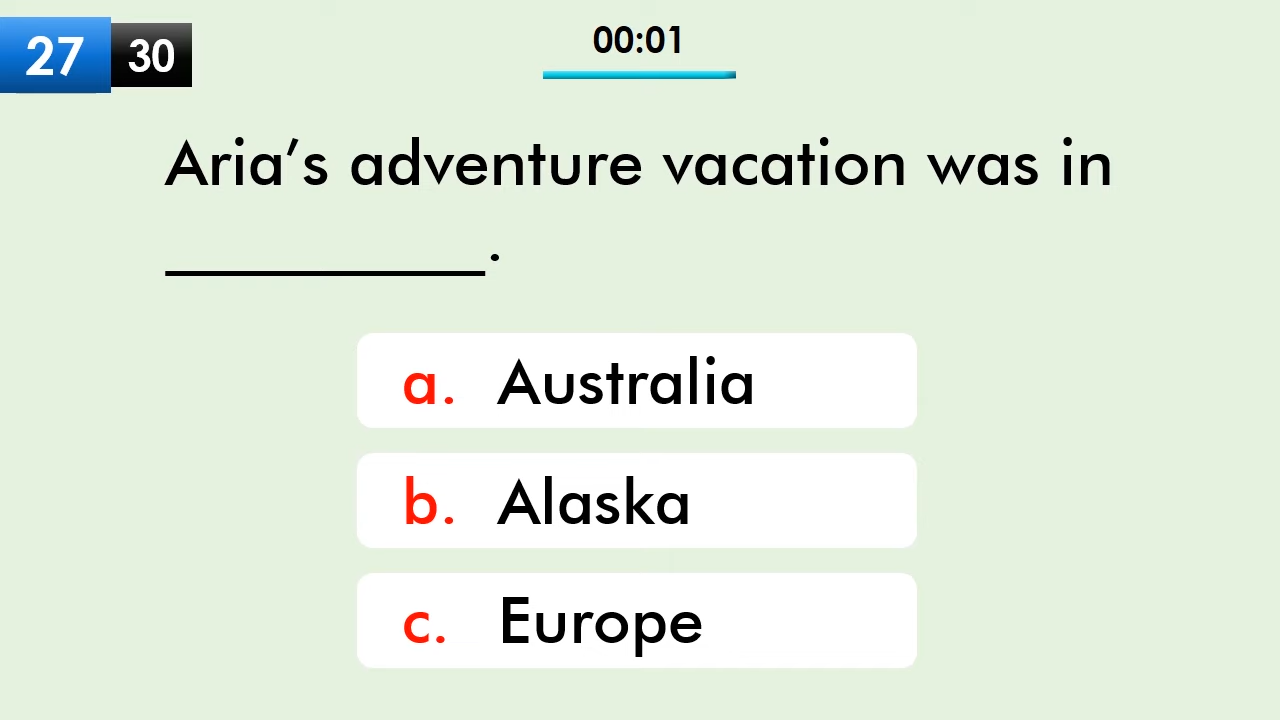 27 30
00:01
Aria’s adventure vacation was in
__________.
a. Australia
b. Alaska
c. Europe